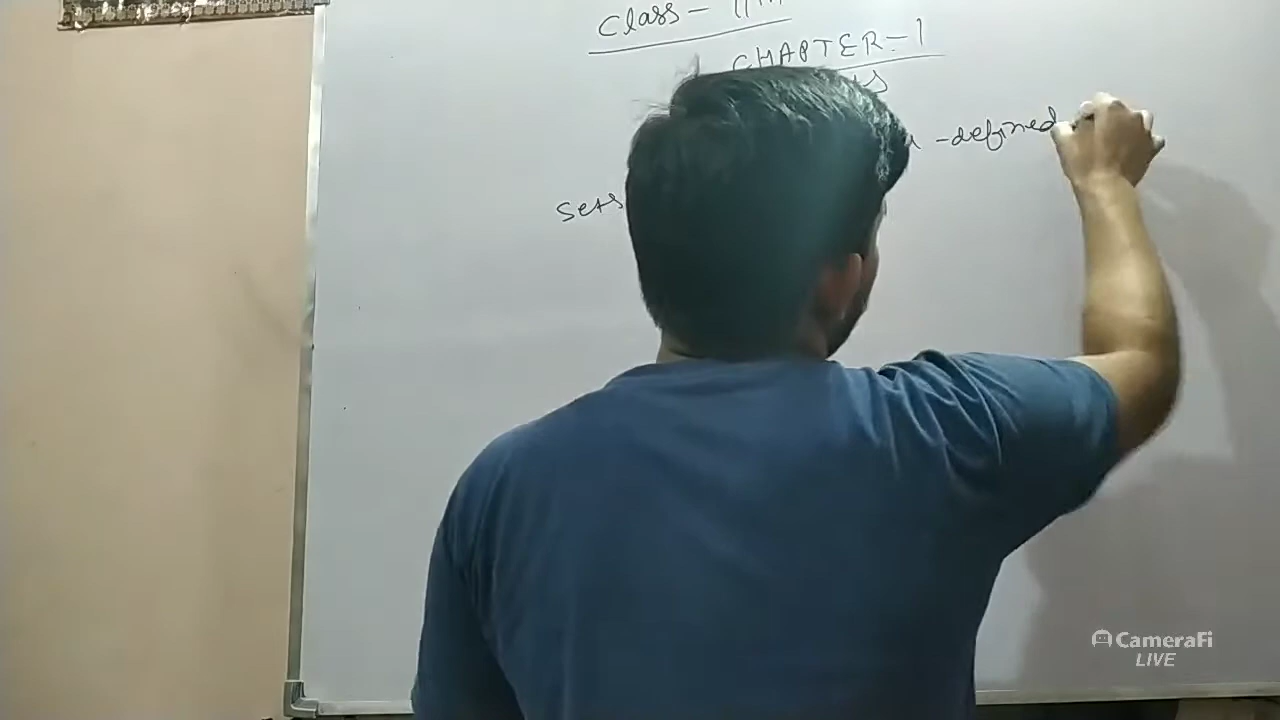 Class - 11th
CHAPTER - 1
-defined
Sets
CameraFi
LIVE